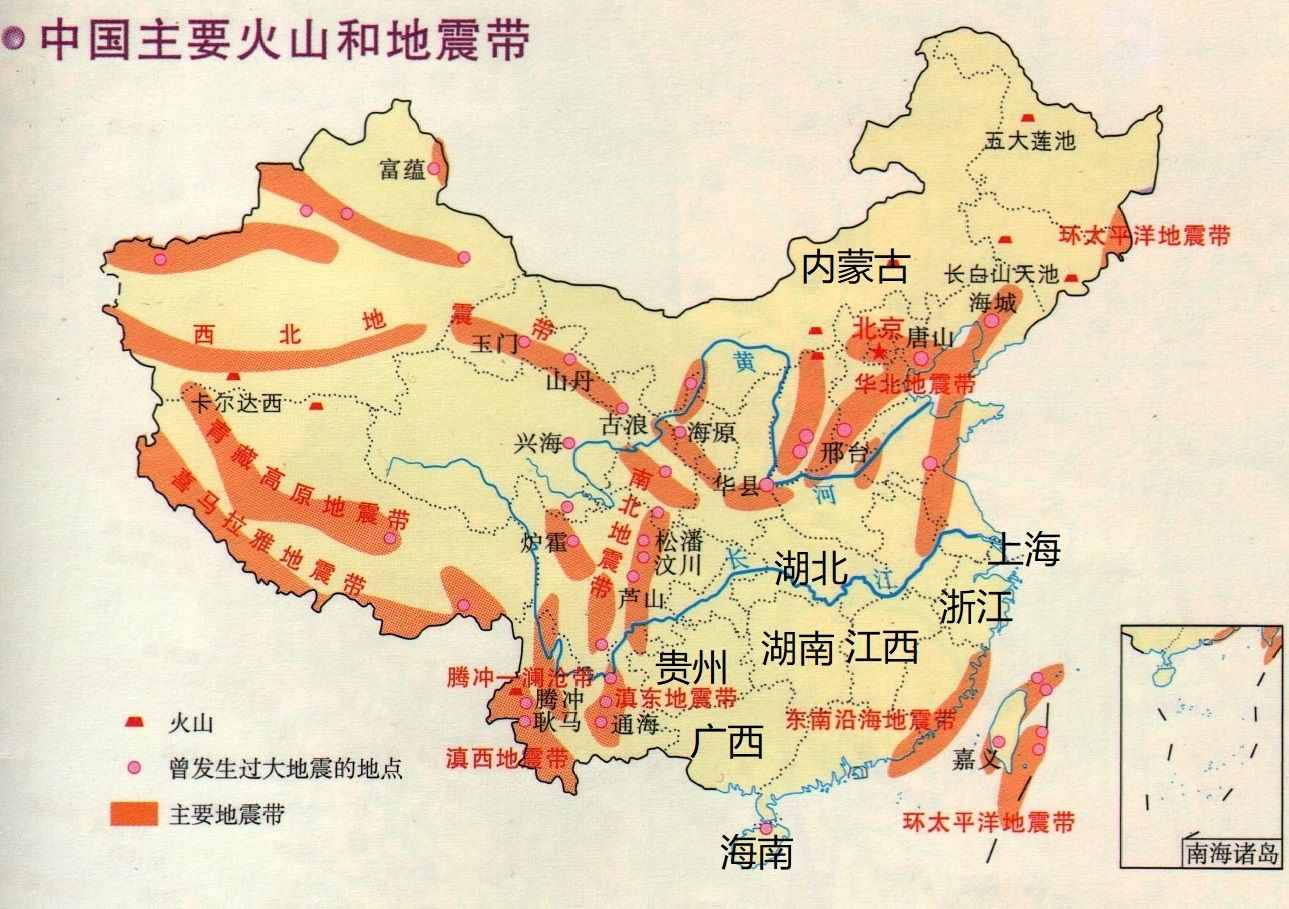 中国主要火山和地震带
五大莲池
富蕴
环太平洋地震带
内蒙古
长白山天池
海城
西北地震带
北京
唐山
玉门
黄
山丹
华北地震带
卡尔达西
古浪
兴海
海原
邢台
青藏高原地震带
华县
河
喜马拉雅地震带
南北地震带
炉霍
松潘
汶川
长
湖北
江
上海
芦山
浙江
湖南
江西
贵州
腾冲—澜沧带
腾冲
滇东地震带
耿马
通海
东南沿海地震带
广西
滇西地震带
嘉义
环太平洋地震带
海南
火山
曾发生过大地震的地点
主要地震带
南海诸岛